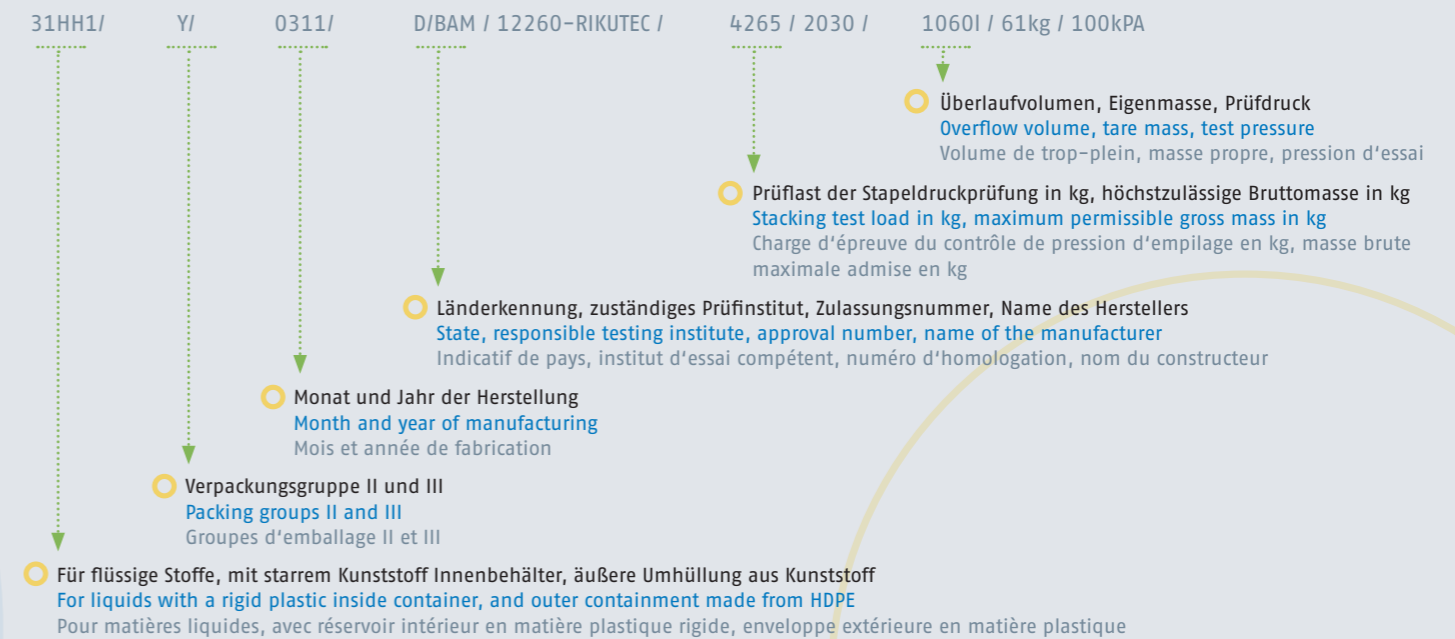 31HH1/ Y/ 0311/ D/BAM / 12260-RIKUTEC / 4265 / 2030 / 1060l / 61kg / 100kPA
Überlaufvolumen, Eigenmasse, Prüfdruck
Overflow volume, tare mass, test pressure
Volume de trop-plein, masse propre, pression d'essai
Prüflast der Stapeldruckprüfung in kg, höchstzulässige Bruttomasse in kg
Stacking test load in kg, maximum permissible gross mass in kg
Charge d'épreuve du contrôle de pression d'empilage en kg, masse brute
maximale admise en kg
Länderkennung, zuständiges Prüfinstitut, Zulassungsnummer, Name des Herstellers
State, responsible testing institute, approval number, name of the manufacturer
Indicatif de pays, institut d'essai compétent, numéro d'homologation, nom du constructeur
Monat und Jahr der Herstellung
Month and year of manufacturing
Mois et année de fabrication
Verpackungsgruppe II und III
Packing groups II and III
Groupes d'emballage II et III
Für flüssige Stoffe, mit starrem Kunststoff Innenbehälter, äußere Umhüllung aus Kunststoff
For liquids with a rigid plastic inside container, and outer containment made from HDPE
Pour matières liquides, avec réservoir intérieur en matière plastique rigide, enveloppe extérieure en matière plastique